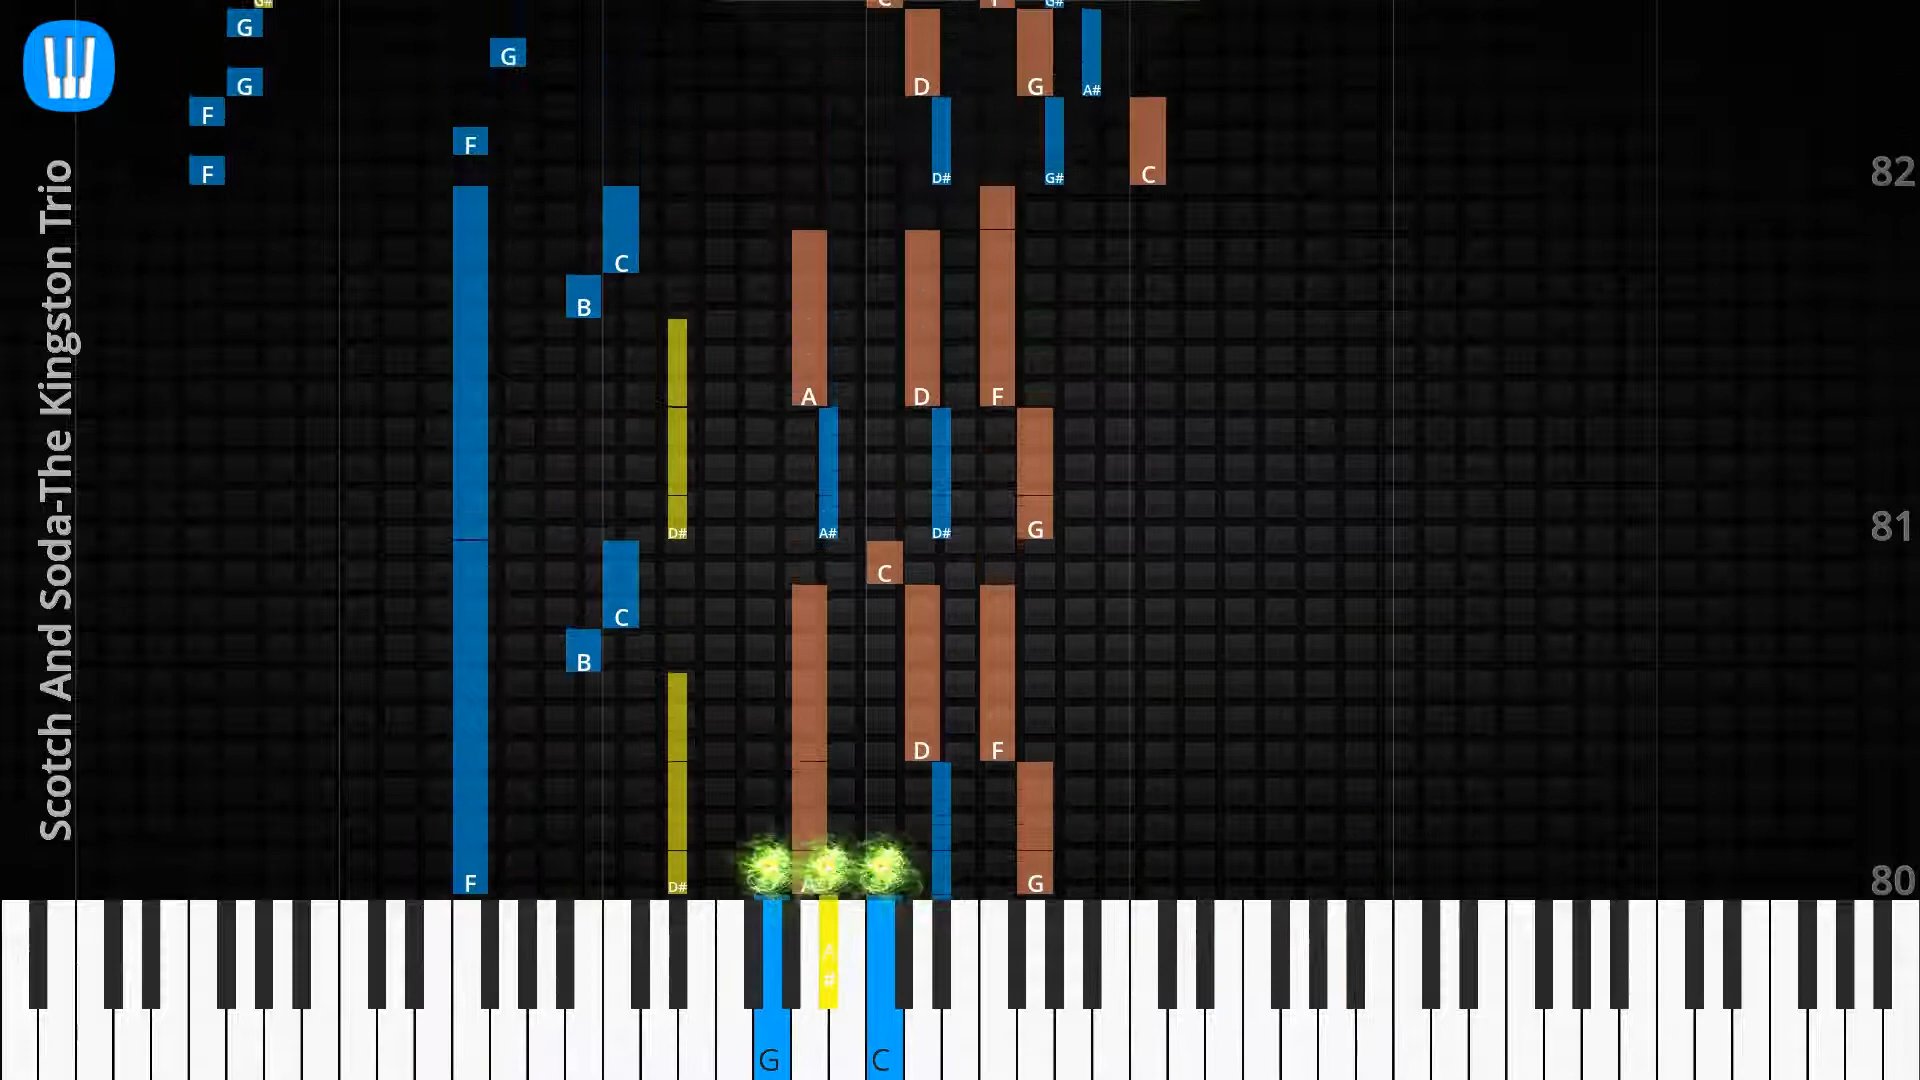 C F G#
G#
G
G
D G A#
G
F
D# G# C
F
F
82
Scotch And Soda-The Kingston Trio
C
B
A D F
81
D# A# D# G
C
C
B
D F
80
F D# G
A
#
G C